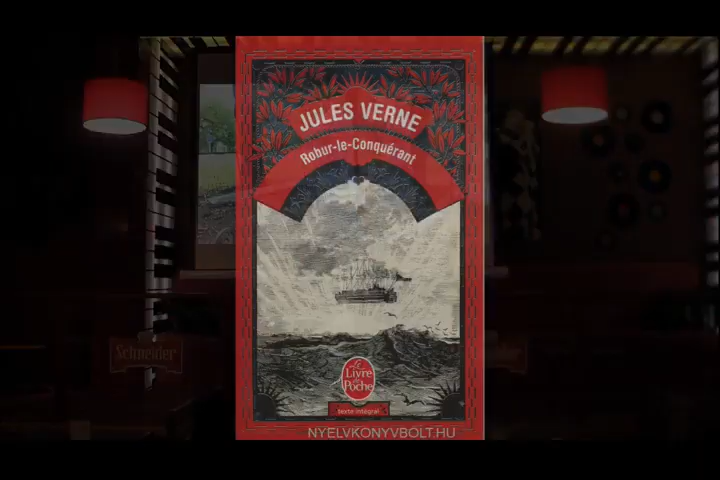 JULES VERNE
Robur-le-Conquérant
Schneider
Le
Livre
de
Poche
texte intégral
NYELVKONYVBOLT.HU